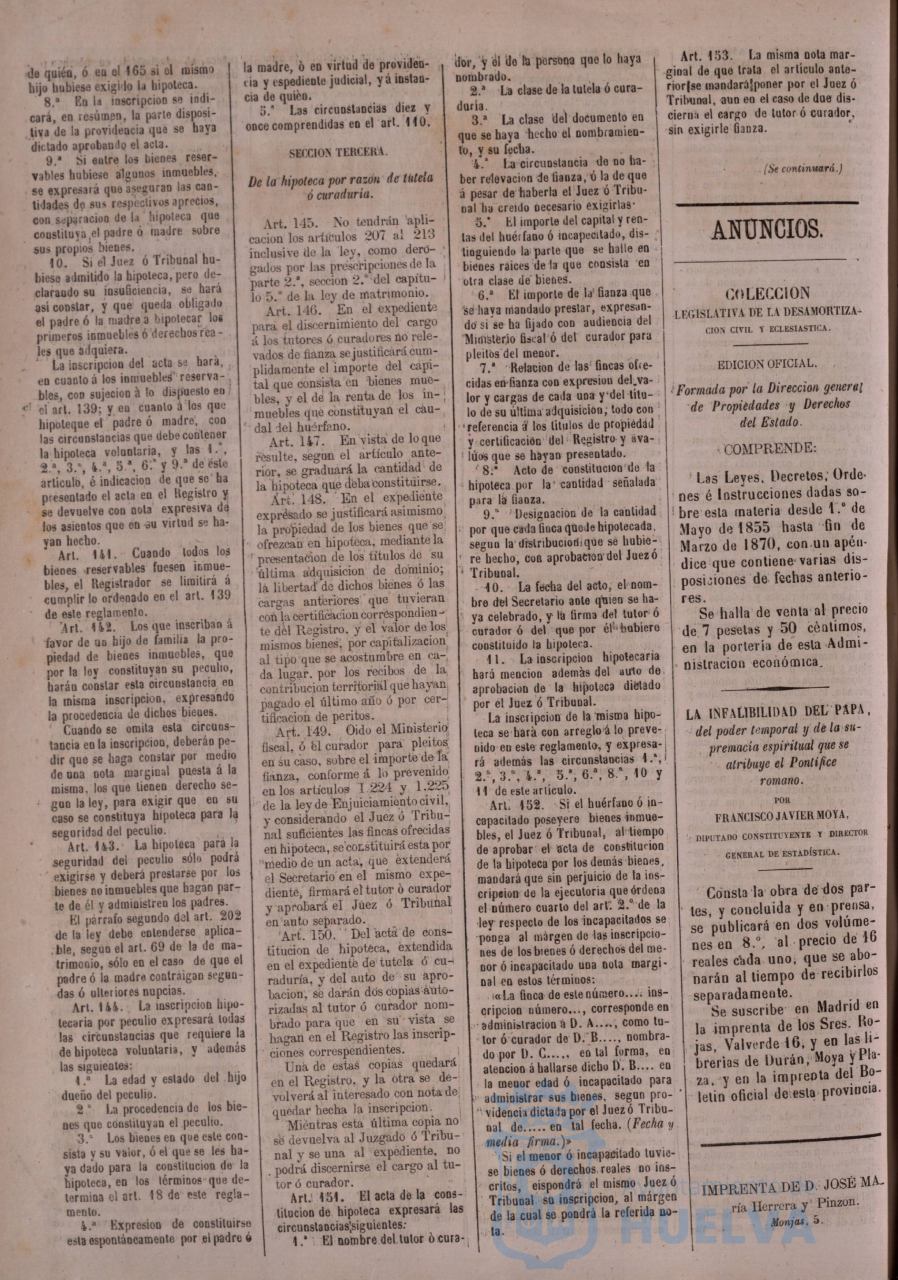 de quién, ó en el 165 si el mismo
hijo hubiese exigido la hipoteca.
8.ª En la inscripcion se indi-
cará, en resúmen, la parte disposi-
tiva de la providencia que se haya
dictado aprobando el acta.
9.ª Si entre los bienes reser-
vables hubiese algunos inmuebles,
se expresará que aseguran las can-
tidades de sus respectivos aprecios,
con separacion de la hipoteca que
constituya el padre ó madre sobre
sus propios bienes.
10. Si el Juez ó Tribunal hu-
biese admitido la hipoteca, pero de-
clarando su insuficiencia, se hará
asi constar, y que queda obligado
el padre ó la madre á hipotecar los
primeros inmuebles ó derechos rea-
les que adquiera.
La inscripcion del acta se hará,
en cuanto á los inmuebles reserva-
bles, con sujecion á lo dispuesto en
el art. 139; y en cuanto á los que
hipoteque el padre ó madre, con
las circunstancias que debe contener
la hipoteca voluntaria, y las 1.ª,
2.ª, 3.ª, 4.ª, 5.ª, 6.ª y 9.ª de este
artículo, é indicacion de que se ha
presentado el acta en el Registro y
se devuelve con nota expresiva de
los asientos que en su virtud se ha-
yan hecho.
Art. 141. Cuando todos los
bienes reservables fuesen inmue-
bles, el Registrador se limitirá á
cumplir lo ordenado en el art. 139
de este reglamento.
Art. 142. Los que inscriban á
favor de un hijo de familia la pro-
piedad de bienes inmuebles, que
por la ley constituyan su peculio,
harán constar esta circunstancia en
la misma inscripcion, expresando
la procedencia de dichos bienes.
Cuando se omita esta circuns-
tancia en la inscripcion, deberán pe-
dir que se haga constar por medio
de una nota marginal puesta á la
misma, los que tienen derecho se-
gun la ley, para exigir que en su
caso se constituya hipoteca para la
seguridad del peculio.
Art. 143. La hipoteca para la
seguridad del peculio sólo podrá
exigirse y deberá prestarse por los
bienes no inmuebles que hagan par-
te de él y administren los padres.
El párrafo segundo del art. 202
de la ley debe entenderse aplica-
ble, segun el art. 69 de la de ma-
trimonio, sólo en el caso de que el
padre ó la madre contraigan segun-
das ó ulteriores nupcias.
Art. 144. La inscripcion hipo-
tecaria por peculio expresará todas
las circunstancias que requiere la
de hipoteca voluntaria, y además
las siguientes:
1.ª La edad y estado del hijo
dueño del peculio.
2.ª La procedencia de los bie-
nes que constituyan el peculio.
3.ª Los bienes en que este con-
sista y su valor, ó el que se les ha-
ya dado para la constitucion de la
hipoteca, en los términos que de-
termina el art. 18 de este regla-
mento.
4.ª Expresion de constituirse
esta espontáneamente por el padre ó
la madre, ó en virtud de providen-
cia y espediente judicial, y á instan-
cia de quién.
5.ª Las circunstancias diez y
once comprendidas en el art. 140.
SECCION TERCERA.
De la hipoteca por razón de tutela
ó curaduría.
Art. 145. No tendrán apli-
cacion los artículos 207 al 213
inclusive de la ley, como dero-
gados por las prescripciones de la
parte 2.ª, seccion 2.ª del capitu-
lo 5.º de la ley de matrimonio.
Art. 146. En el expediente
para el discernimiento del cargo
á los tutores ó curadores no rele-
vados de fianza se justificará cum-
plidamente el importe del capi-
tal que consista en bienes mue-
bles, y el de la renta de los in-
muebles que constituyan el cau-
dal del huérfano.
Art. 147. En vista de lo que
resulte, segun el artículo ante-
rior, se graduará la cantidad de
la hipoteca que deba constituirse.
Art. 148. En el expediente
expresado se justificará asimismo
la propiedad de los bienes que se
ofrezcan en hipoteca, mediante la
presentacion de los títulos de su
última adquisicion de dominio;
la libertad de dichos bienes ó las
cargas anteriores que tuvieran
con la certificacion correspondien-
te del Registro, y el valor de los
mismos bienes, por capitalizacion
al tipo que se acostumbre en ca-
da lugar, por los recibos de la
contribucion territorial que hayan
pagado el último año ó por cer-
tificacion de peritos.
Art. 149. Oido el Ministerio
fiscal, ó el curador para pleitos
en su caso, sobre el importe de la
fianza, conforme á lo prevenido
en los artículos 1.224 y 1.225
de la ley de Enjuiciamiento civil,
y considerando el Juez ó Tribu-
nal suficientes las fincas ofrecidas
en hipoteca, se constituirá esta por
medio de un acta, que extenderá
el Secretario en el mismo expe-
diente, firmará el tutor ó curador
y aprobará el Juez ó Tribunal
en auto separado.
Art. 150. Del acta de cons-
titucion de hipoteca, extendida
en el expediente de tutela ó cu-
raduría, y del auto de su apro-
bacion, se darán dos copias auto-
rizadas al tutor ó curador nom-
brado para que en su vista se
hagan en el Registro las inscrip-
ciones correspondientes.
Una de estas copias quedará
en el Registro, y la otra se de-
volverá al interesado con nota de
quedar hecha la inscripcion.
Miéntras esta última copia no
se devuelva al Juzgado ó Tribu-
nal y se una al expediente, no
podrá discernirse el cargo al tu-
tor ó curador.
Art. 151. El acta de la cons-
titucion de hipoteca expresará las
circunstancias siguientes:
1.ª El nombre del tutor ó cura-
dor, y el de la persona que lo haya
nombrado.
2.ª La clase de la tutela ó cura-
duria.
3.ª La clase del documento en
que se haya hecho el nombramien-
to, y su fecha.
4.ª La circunstancia de no ha-
ber relevacion de fianza, ó la de que
á pesar de haberla el Juez ó Tribu-
nal ha creido necesario exigirla.
5.ª El importe del capital y ren-
tas del huérfano ó incapacitado, dis-
tinguiendo la parte que se halle en
bienes raices de la que consista en
otra clase de bienes.
6.ª El importe de la fianza que
se haya mandado prestar, expresan-
do si se ha fijado con audiencia del
Ministerio fiscal ó del curador para
pleitos del menor.
7.ª Relacion de las fincas ofre-
cidas en fianza con expresion del va-
lor y cargas de cada una y del títu-
lo de su última adquisicion; todo con
referencia á los titulos de propiedad
y certificación del Registro y ava-
lúos que se hayan presentado.
8.ª Acto de constitucion de la
hipoteca por la cantidad señalada
para la fianza.
9.ª Designacion de la cantidad
por que cada finca quede hipotecada,
segun la distribucion que se hubie-
re hecho, con aprobacion del Juez ó
Tribunal.
10. La fecha del acto, el nom-
bre del Secretario ante quien se ha-
ya celebrado, y la firma del tutor ó
curador ó del que por él hubiere
constituido la hipoteca.
11. La inscripcion hipotecaria
hará mencion además del auto de
aprobacion de la hipoteca dictado
por el Juez ó Tribunal.
La inscripcion de la misma hipo-
teca se hará con arreglo á lo preve-
nido en este reglamento, y expresa-
rá además las circunstancias 1.ª,
2.ª, 3.ª, 4.ª, 5.ª, 6.ª, 8.ª, 10 y
11 de este artículo.
Art. 152. Si el huérfano ó in-
capacitado poseyere bienes inmue-
bles, el Juez ó Tribunal, al tiempo
de aprobar el acta de constitucion
de la hipoteca por los demás bienes,
mandará que sin perjuicio de la ins-
cripcion de la ejecutoria que órdena
el número cuarto del art. 2.º de la
ley respecto de los incapacitados se
ponga al márgen de las inscripcio-
nes de los bienes ó derechos del me-
nor ó incapacitado una nota margi-
nal en estos términos:
«La finca de este número..... ins-
cripcion número...., corresponde en
administracion á D. A...., como tu-
tor ó curador de D. B...., nombra-
do por D. C...., en tal forma, en
atencion á hallarse dicho D. B.... en
la menor edad ó incapacitado para
administrar sus bienes, segun pro-
videncia dictada por el Juez ó Tribu-
nal de..... en tal fecha. (Fecha y
media firma.)»
Si el menor ó incapacitado tuvie-
se bienes ó derechos reales no ins-
critos, eispondrá el mismo Juez ó
Tribunal su inscripcion, al márgen
de la cual se pondrá la referida no-
ta.
Art. 153. La misma nota mar-
ginal de que trata el artículo ante-
rior se mandará poner por el Juez ó
Tribunal, aun en el caso de que dis-
cierna el cargo de tutor ó curador,
sin exigirle fianza.
(Se continuará.)
ANUNCIOS.
COLECCION
LEGISLATIVA DE LA DESAMORTIZA-
CION CIVIL Y ECLESIASTICA.
EDICION OFICIAL.
Formada por la Direccion general
de Propiedades y Derechos
del Estado.
COMPRENDE:
Las Leyes, Decretos, Orde-
nes é Instrucciones dadas so-
bre esta materia desde 1.º de
Mayo de 1855 hasta fin de
Marzo de 1870, con un apén-
dice que contiene varias dis-
posiciones de fechas anterio-
res.
Se halla de venta al precio
de 7 pesetas y 50 céntimos,
en la portería de esta Admi-
nistracion económica.
LA INFALIBILIDAD DEL PAPA,
del poder temporal y de la su-
premacia espiritual que se
atribuye el Pontífice
romano.
POR
FRANCISCO JAVIER MOYA,
DIPUTADO CONSTITUYENTE Y DIRECTOR
GENERAL DE ESTADÍSTICA.
Consta la obra de dos par-
tes, y concluida y en prensa,
se publicará en dos volúme-
nes en 8.º, al precio de 16
reales cada uno, que se abo-
narán al tiempo de recibirlos
separadamente.
Se suscribe en Madrid en
la imprenta de los Sres. Ro-
jas, Valverde 16, y en las li-
brerias de Durán, Moya y Pla-
za, y en la imprenta del Bo-
letin oficial de esta provincia.
IMPRENTA DE D. JOSÉ MA-
ría Herrera y Pinzon.
Monjas, 5.
HUELVA